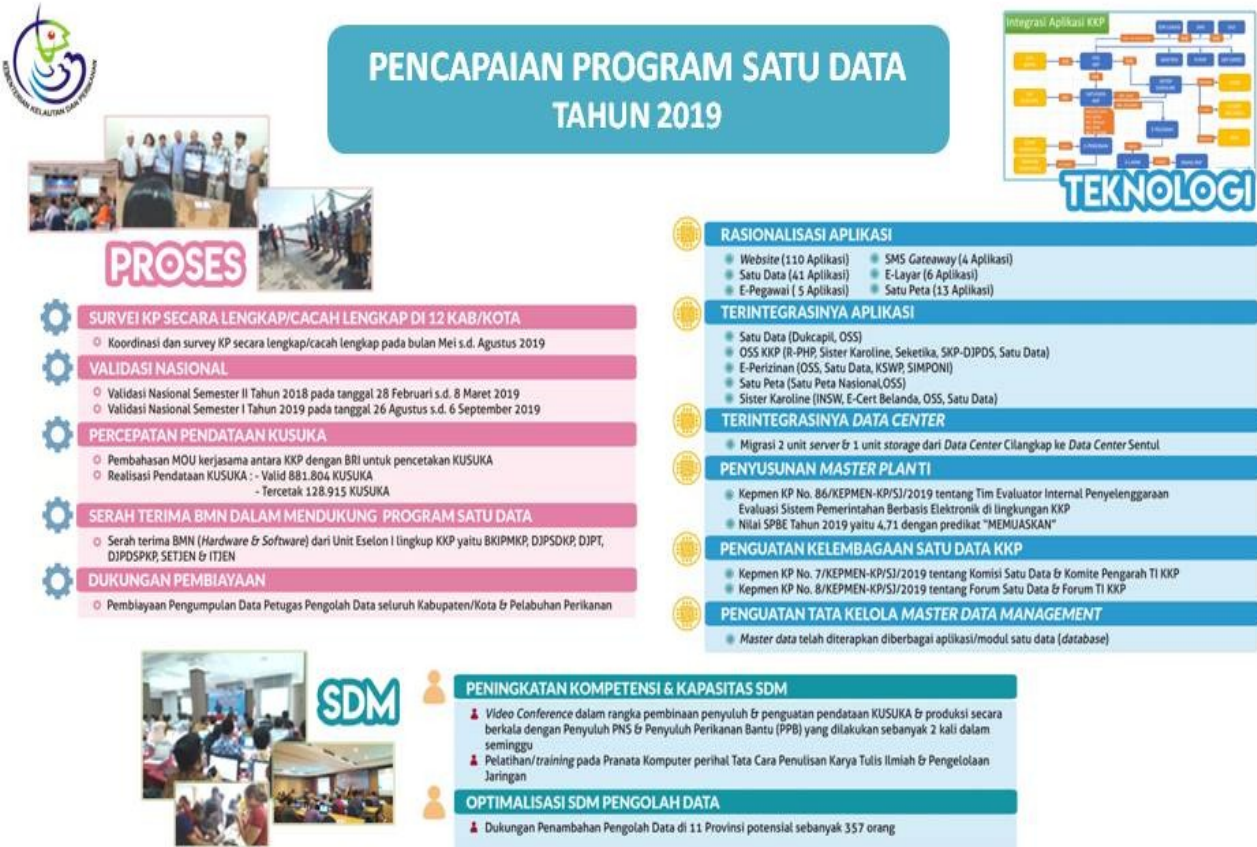 KEMENTERIAN KELAUTAN DAN PERIKANAN
PENCAPAIAN PROGRAM SATU DATA
TAHUN 2019
Integrasi Aplikasi KKP
TEKNOLOGI
PROSES
SURVEI KP SECARA LENGKAP/CACAH LENGKAP DI 12 KAB/KOTA
Koordinasi dan survey KP secara lengkap/cacah lengkap pada bulan Mei s.d. Agustus 2019
VALIDASI NASIONAL
Validasi Nasional Semester II Tahun 2018 pada tanggal 28 Februari s.d. 8 Maret 2019
Validasi Nasional Semester I Tahun 2019 pada tanggal 26 Agustus s.d. 6 September 2019
PERCEPATAN PENDATAAN KUSUKA
Pembahasan MOU kerjasama antara KKP dengan BRI untuk pencetakan KUSUKA
Realisasi Pendataan KUSUKA : - Valid 881.804 KUSUKA
- Tercetak 128.915 KUSUKA
SERAH TERIMA BMN DALAM MENDUKUNG PROGRAM SATU DATA
Serah terima BMN (Hardware & Software) dari Unit Eselon I lingkup KKP yaitu BKIPMKP, DJPSDKP, DJPT,
DJPDSPKP, SETJEN & ITJEN
DUKUNGAN PEMBIAYAAN
Pembiayaan Pengumpulan Data Petugas Pengolah Data seluruh Kabupaten/Kota & Pelabuhan Perikanan
RASIONALISASI APLIKASI
Website (110 Aplikasi)
Satu Data (41 Aplikasi)
E-Pegawai ( 5 Aplikasi)
SMS Gateaway (4 Aplikasi)
E-Layar (6 Aplikasi)
Satu Peta (13 Aplikasi)
TERINTEGRASINYA APLIKASI
Satu Data (Dukcapil, OSS)
OSS KKP (R-PHP, Sister Karoline, Seketika, SKP-DJPDS, Satu Data)
E-Perizinan (OSS, Satu Data, KSWP, SIMPONI)
Satu Peta (Satu Peta Nasional,OSS)
Sister Karoline (INSW, E-Cert Belanda, OSS, Satu Data)
TERINTEGRASINYA DATA CENTER
Migrasi 2 unit server & 1 unit storage dari Data Center Cilangkap ke Data Center Sentul
PENYUSUNAN MASTER PLAN TI
Kepmen KP No. 86/KEPMEN-KP/SJ/2019 tentang Tim Evaluator Internal Penyelenggaraan
Evaluasi Sistem Pemerintahan Berbasis Elektronik di lingkungan KKP
Nilai SPBE Tahun 2019 yaitu 4,71 dengan predikat "MEMUASKAN"
PENGUATAN KELEMBAGAAN SATU DATA KKP
Kepmen KP No. 7/KEPMEN-KP/SJ/2019 tentang Komisi Satu Data & Komite Pengarah TI KKP
Kepmen KP No. 8/KEPMEN-KP/SJ/2019 tentang Forum Satu Data & Forum TI KKP
PENGUATAN TATA KELOLA MASTER DATA MANAGEMENT
Master data telah diterapkan diberbagai aplikasi/modul satu data (database)
SDM
PENINGKATAN KOMPETENSI & KAPASITAS SDM
Video Conference dalam rangka pembinaan penyuluh & penguatan pendataan KUSUKA & produksi secara
berkala dengan Penyuluh PNS & Penyuluh Perikanan Bantu (PPB) yang dilakukan sebanyak 2 kali dalam
seminggu
Pelatihan/training pada Pranata Komputer perihal Tata Cara Penulisan Karya Tulis Ilmiah & Pengelolaan
Jaringan
OPTIMALISASI SDM PENGOLAH DATA
Dukungan Penambahan Pengolah Data di 11 Provinsi potensial sebanyak 357 orang